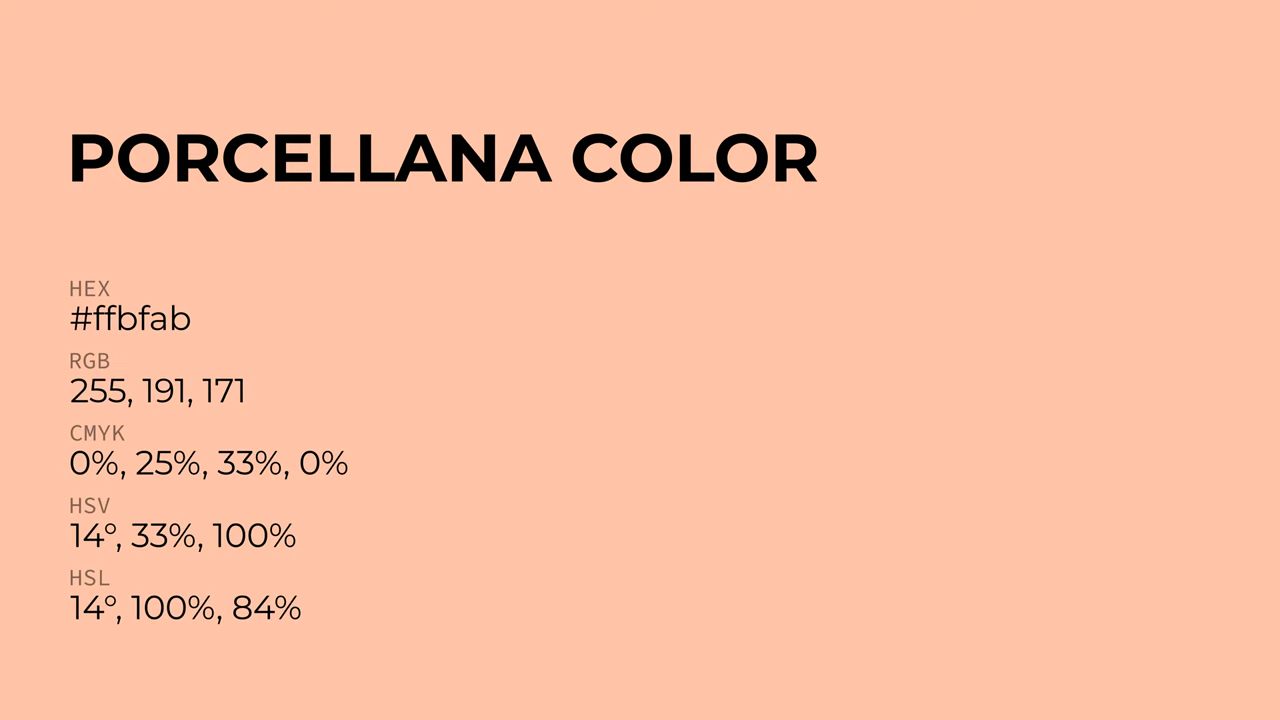 PORCELLANA COLOR
HEX
#ffbfab
RGB
255, 191, 171
CMYK
0%, 25%, 33%, 0%
HSV
14°, 33%, 100%
HSL
14°, 100%, 84%